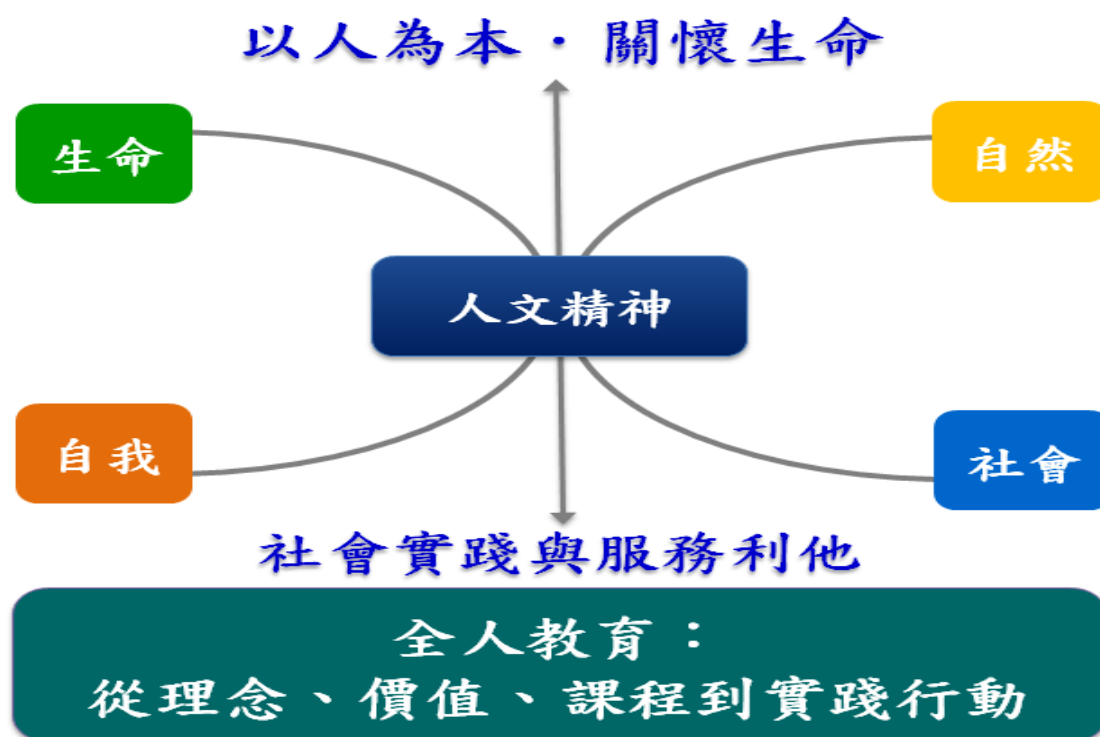 以人為本・關懷生命
生命
自然
人文精神
自我
社會
社會實踐與服務利他
全人教育：
從理念、價值、課程到實踐行動